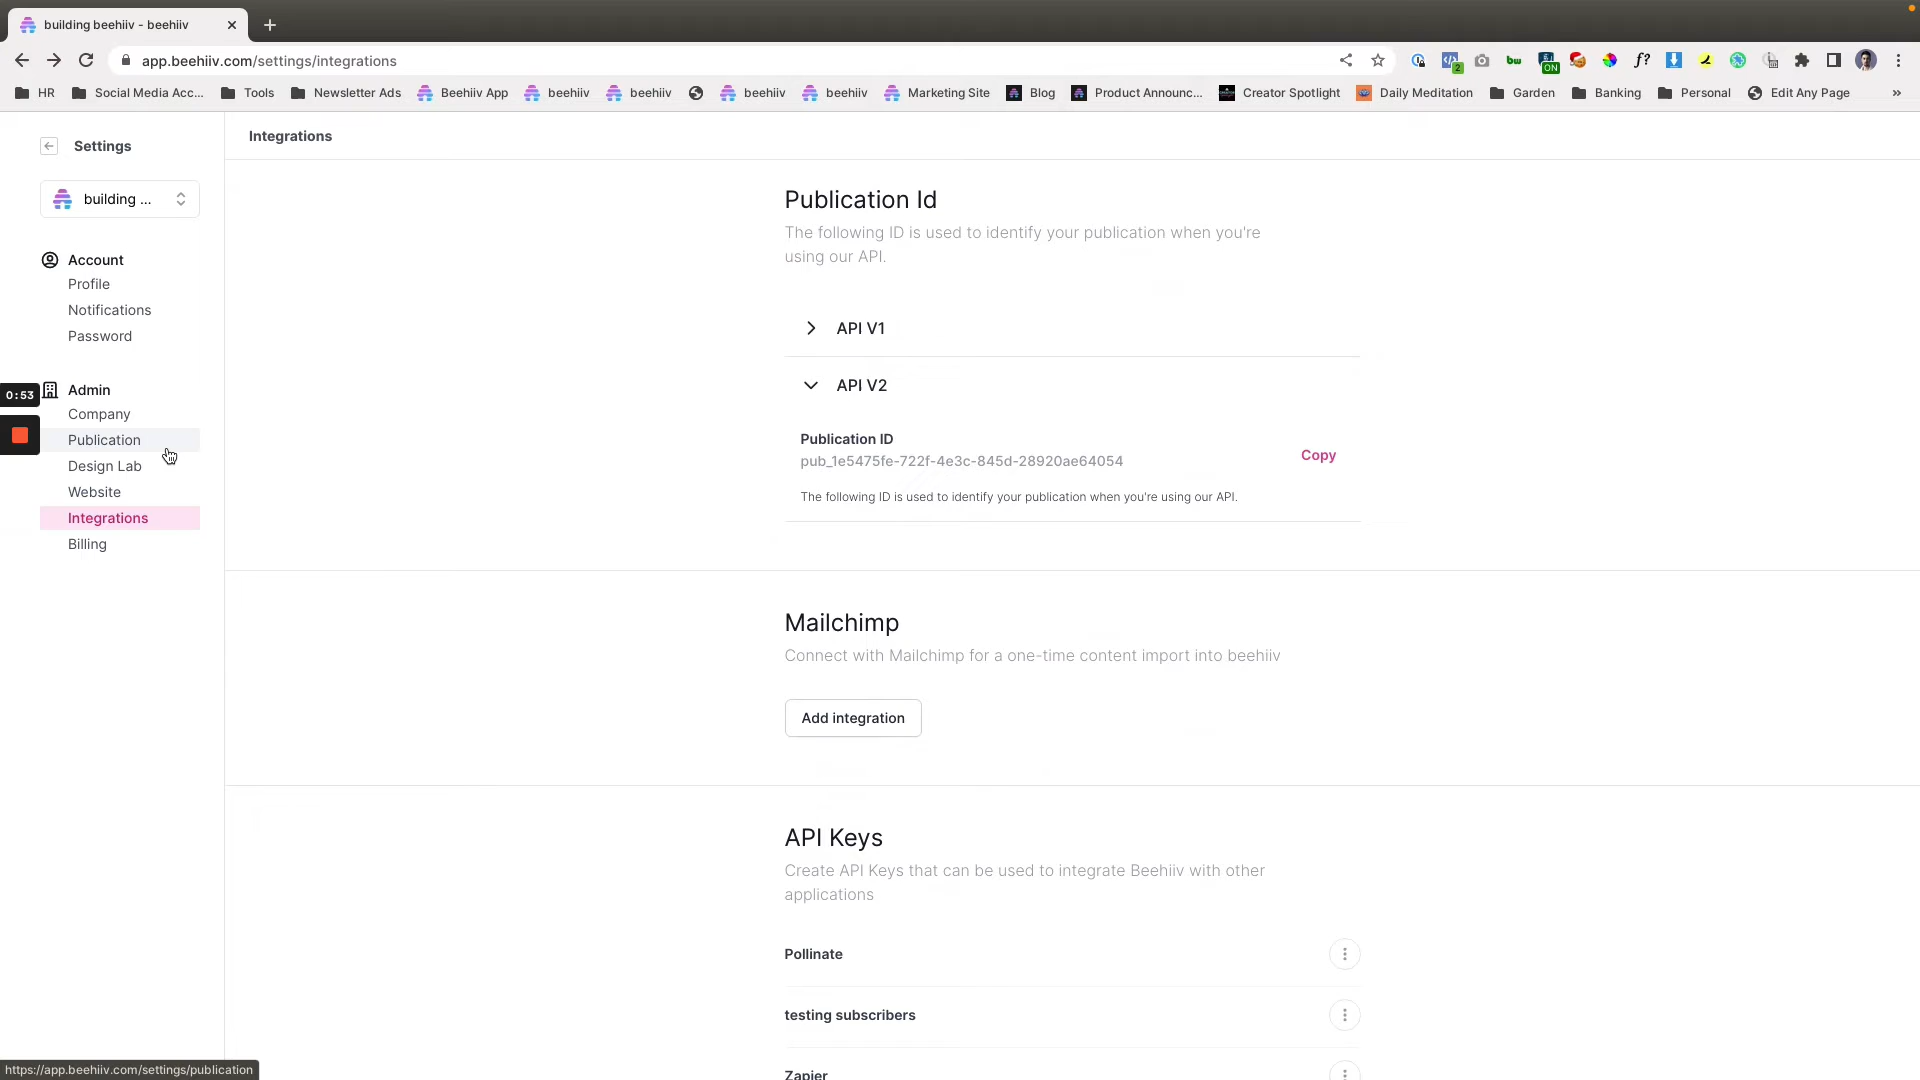 building beehiiv - beehiiv
app.beehiiv.com/settings/integrations
2
bw
ON
f?
HR
Social Media Acc...
Tools
Newsletter Ads
Beehiiv App
beehiiv
beehiiv
beehiiv
beehiiv
Marketing Site
Blog
Product Announc...
Creator Spotlight
Daily Meditation
Garden
Banking
Personal
Edit Any Page
»
Settings
building ...
Account
Profile
Notifications
Password
Admin
0:53
Company
Publication
Design Lab
Website
Integrations
Billing
Integrations
Publication Id
The following ID is used to identify your publication when you're
using our API.
API V1
API V2
Publication ID
pub_1e5475fe-722f-4e3c-845d-28920ae64054
Copy
The following ID is used to identify your publication when you're using our API.
Mailchimp
Connect with Mailchimp for a one-time content import into beehiiv
Add integration
API Keys
Create API Keys that can be used to integrate Beehiiv with other
applications
Pollinate
testing subscribers
Zapier
https://app.beehiiv.com/settings/publication